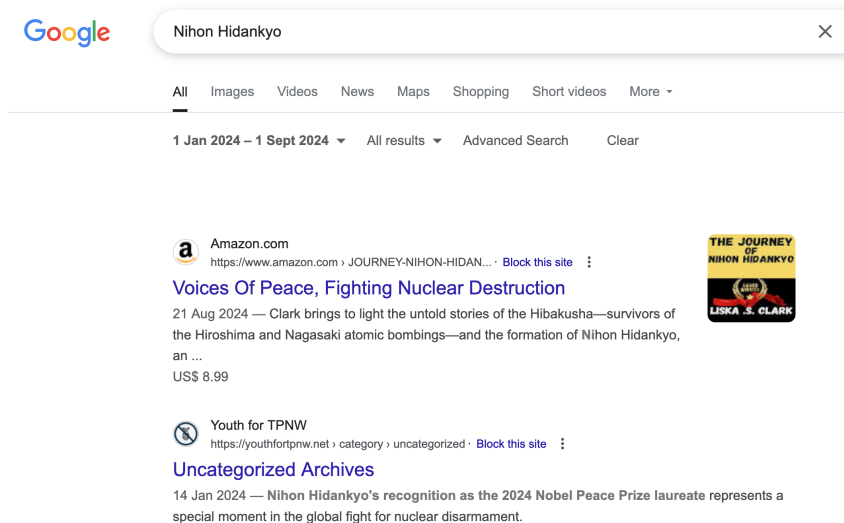 Google
Nihon Hidankyo
All Images Videos News Maps Shopping Short videos More
1 Jan 2024 – 1 Sept 2024 All results Advanced Search Clear
a
Amazon.com
https://www.amazon.com › JOURNEY-NIHON-HIDAN... · Block this site
Voices Of Peace, Fighting Nuclear Destruction
21 Aug 2024 — Clark brings to light the untold stories of the Hibakusha—survivors of
the Hiroshima and Nagasaki atomic bombings—and the formation of Nihon Hidankyo,
an ...
US$ 8.99
THE JOURNEY
OF
NIHON HIDANKYO
LISKA .S. CLARK
Youth for TPNW
https://youthfortpnw.net › category › uncategorized · Block this site
Uncategorized Archives
14 Jan 2024 — Nihon Hidankyo's recognition as the 2024 Nobel Peace Prize laureate represents a
special moment in the global fight for nuclear disarmament.